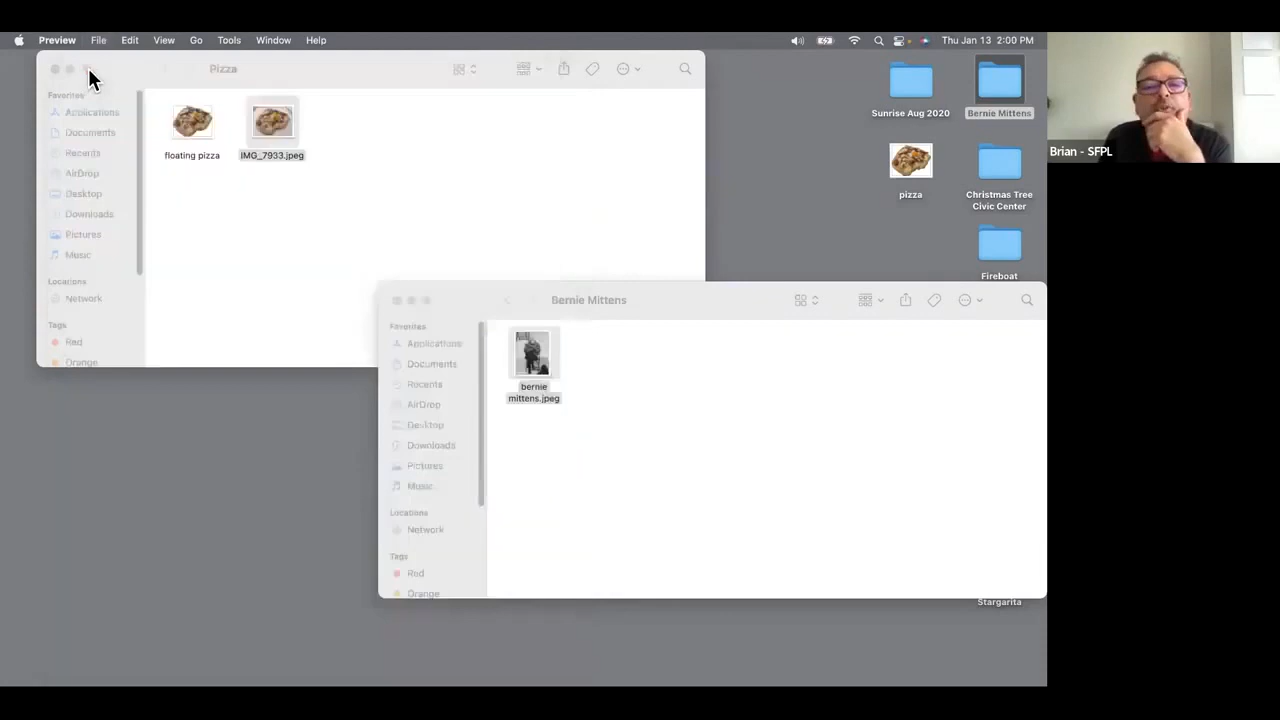 Preview File Edit View Go Tools Window Help Thu Jan 13 2:00 PM
Pizza
Favorites
Applications
Documents
Recents
AirDrop
Desktop
Downloads
Pictures
Music
Locations
Network
Tags
Red
Orange
floating pizza
IMG_7933.jpeg
Bernie Mittens
Favorites
Applications
Documents
Recents
AirDrop
Desktop
Downloads
Pictures
Music
Locations
Network
Tags
Red
Orange
bernie
mittens.jpeg
Sunrise Aug 2020
Bernie Mittens
pizza
Christmas Tree
Civic Center
Fireboat
Stargarita
Brian - SFPL